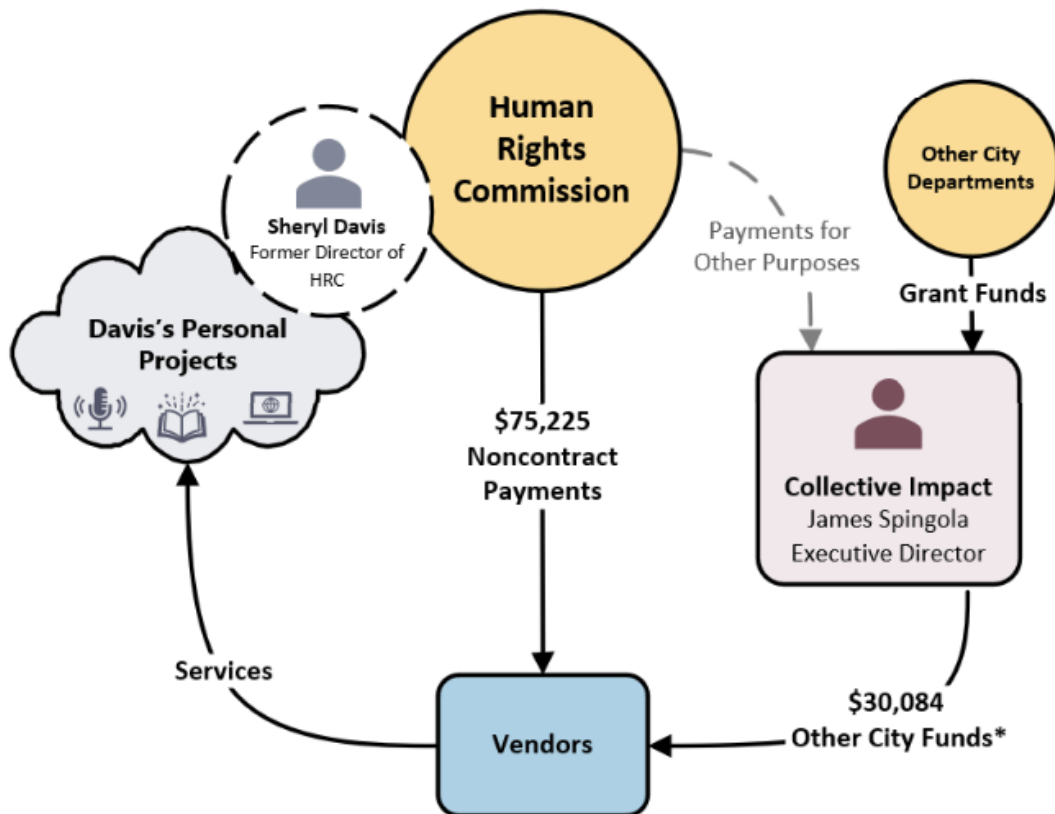 Human
Rights
Commission
Other City
Departments
Sheryl Davis
Former Director of
HRC
Payments for
Other Purposes
Grant Funds
Davis's Personal
Projects
$75,225
Noncontract
Payments
Collective Impact
James Spingola
Executive Director
Services
$30,084
Other City Funds*
Vendors